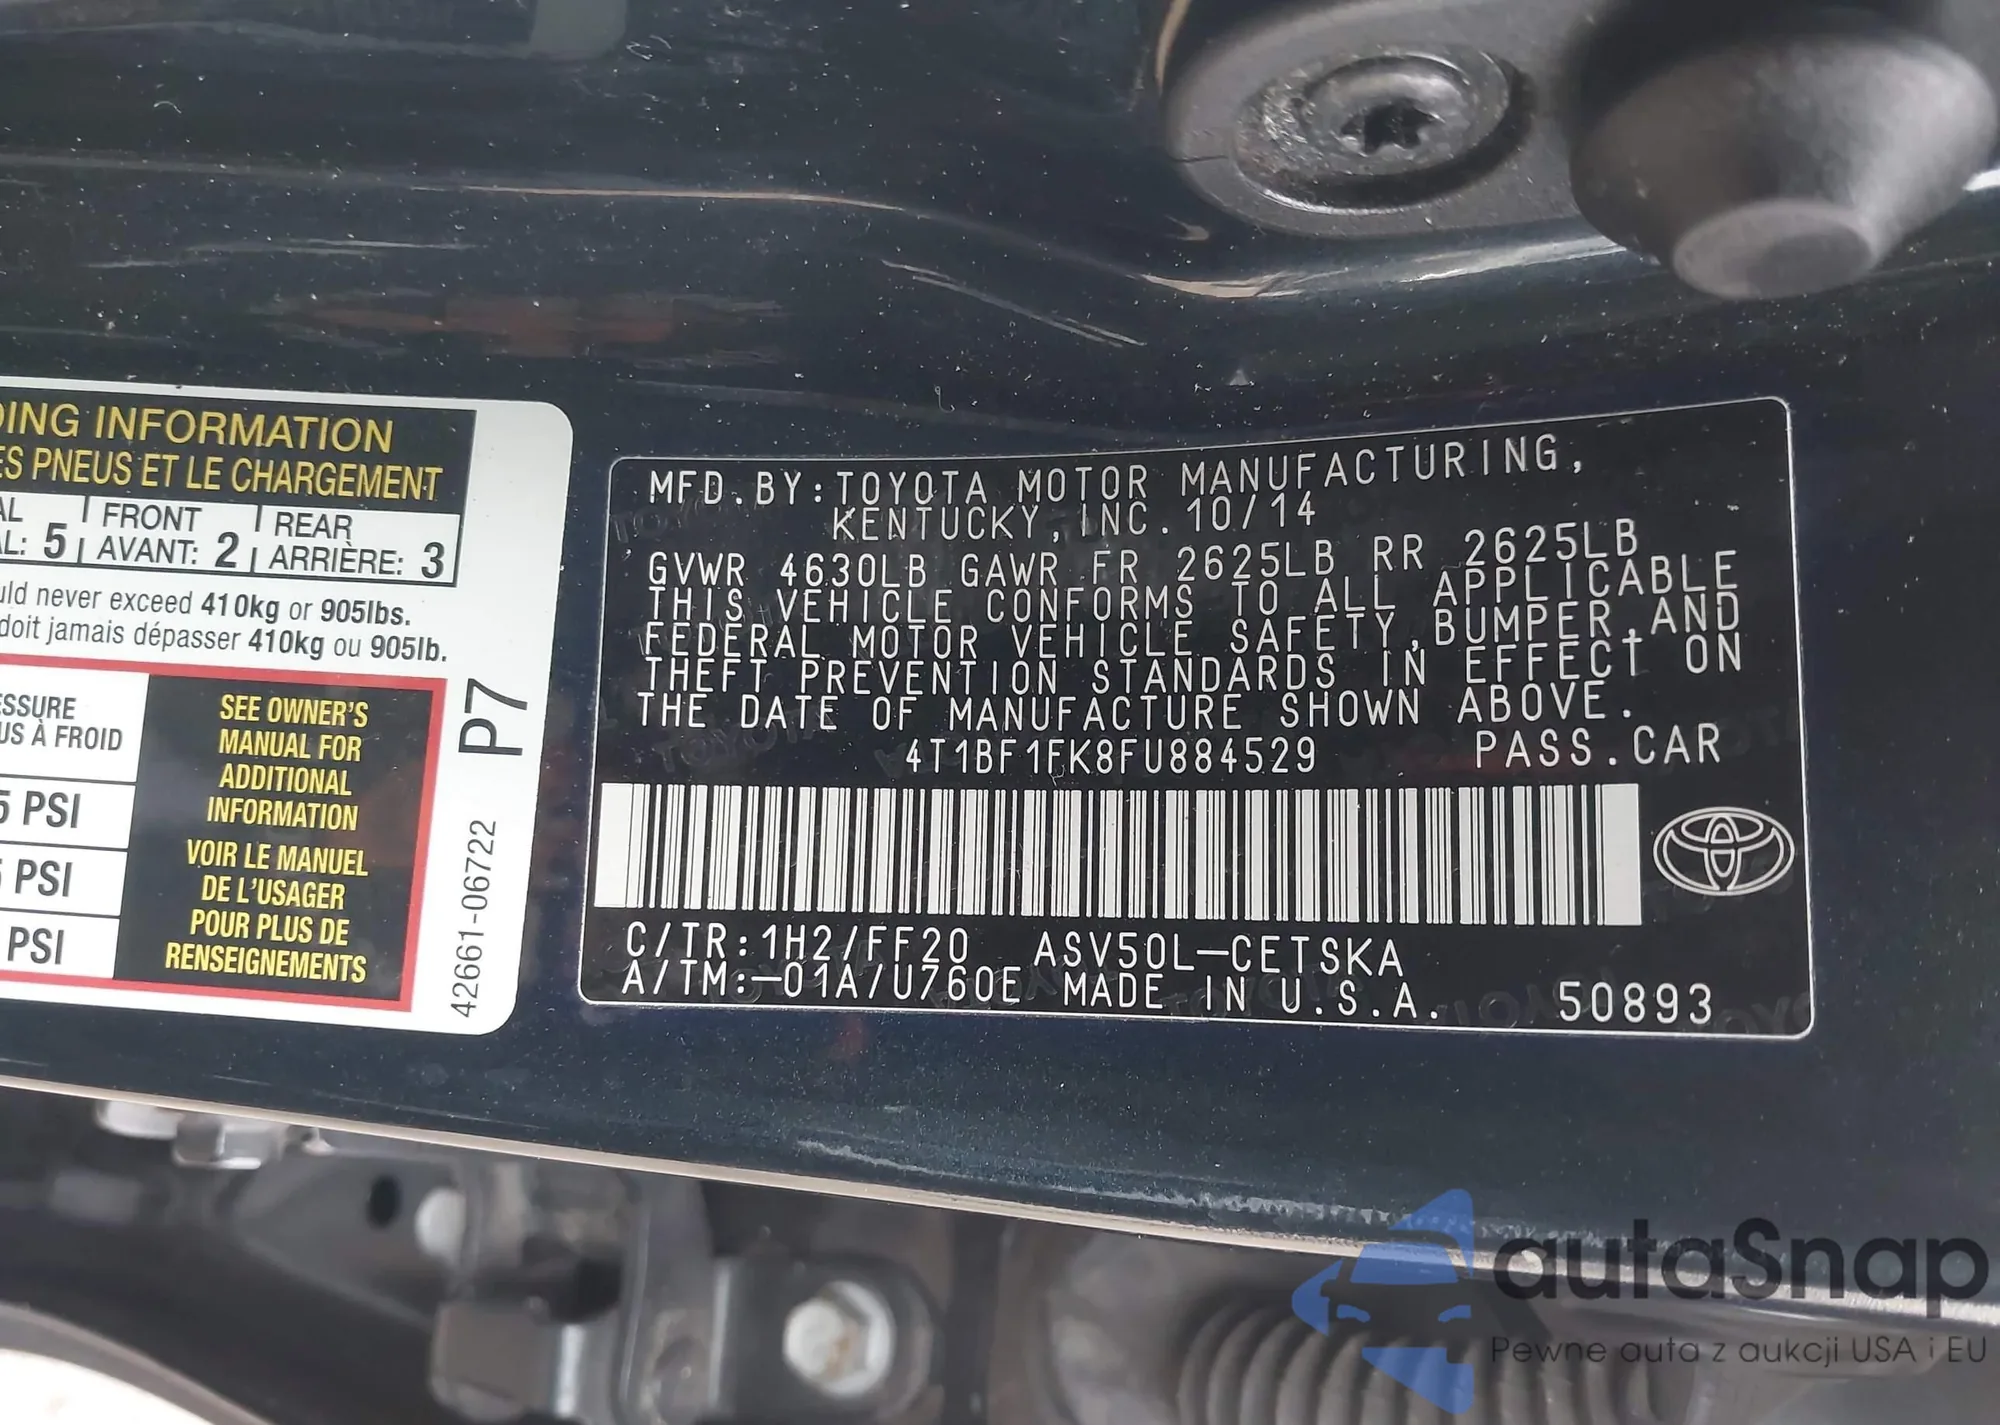 DING INFORMATION
ES PNEUS ET LE CHARGEMENT
AL FRONT REAR
AL: 5 AVANT: 2 ARRIÈRE: 3
uld never exceed 410kg or 905lbs.
doit jamais dépasser 410kg ou 905lb.
ESSURE
US À FROID
5 PSI
5 PSI
PSI
SEE OWNER'S
MANUAL FOR
ADDITIONAL
INFORMATION
VOIR LE MANUEL
DE L'USAGER
POUR PLUS DE
RENSEIGNEMENTS
P7
42661-06722
MFD.BY:TOYOTA MOTOR MANUFACTURING,
KENTUCKY, INC. 10/14
GVWR 4630LB GAWR FR 2625LB RR 2625LB
THIS VEHICLE CONFORMS TO ALL APPLICABLE
FEDERAL MOTOR VEHICLE SAFETY,BUMPER,AND
THEFT PREVENTION STANDARDS IN EFFECT ON
THE DATE OF MANUFACTURE SHOWN ABOVE.
4T1BF1FK8FU884529 PASS.CAR
C/TR:1H2/FF20 ASV50L-CETSKA
A/TM:-01A/U760E MADE IN U.S.A. 50893
autaSnap
Pewne auta z aukcji USA i EU